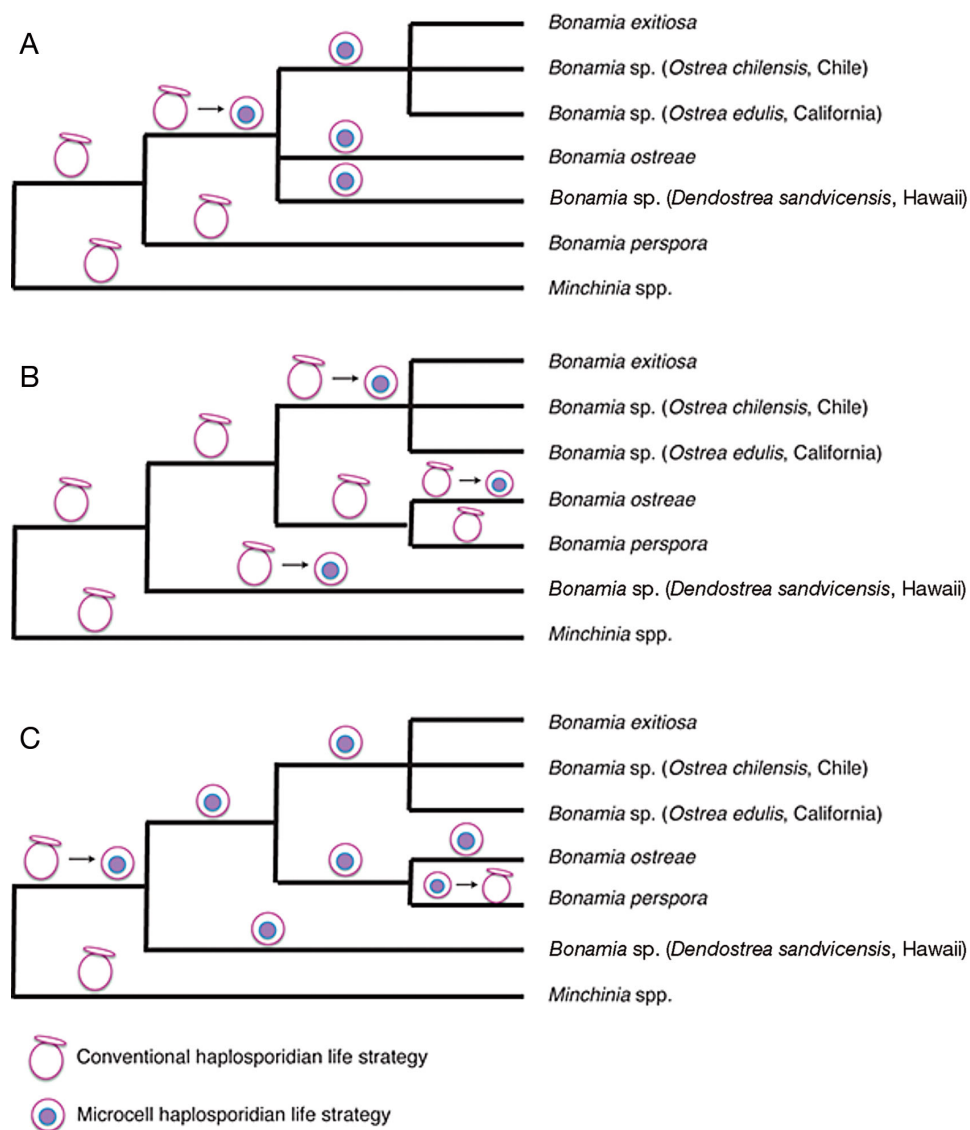 A
Bonamia exitiosa
Bonamia sp. (Ostrea chilensis, Chile)
Bonamia sp. (Ostrea edulis, California)
Bonamia ostreae
Bonamia sp. (Dendostrea sandvicensis, Hawaii)
Bonamia perspora
Minchinia spp.
B
Bonamia exitiosa
Bonamia sp. (Ostrea chilensis, Chile)
Bonamia sp. (Ostrea edulis, California)
Bonamia ostreae
Bonamia perspora
Bonamia sp. (Dendostrea sandvicensis, Hawaii)
Minchinia spp.
C
Bonamia exitiosa
Bonamia sp. (Ostrea chilensis, Chile)
Bonamia sp. (Ostrea edulis, California)
Bonamia ostreae
Bonamia perspora
Bonamia sp. (Dendostrea sandvicensis, Hawaii)
Minchinia spp.
Conventional haplosporidian life strategy
Microcell haplosporidian life strategy